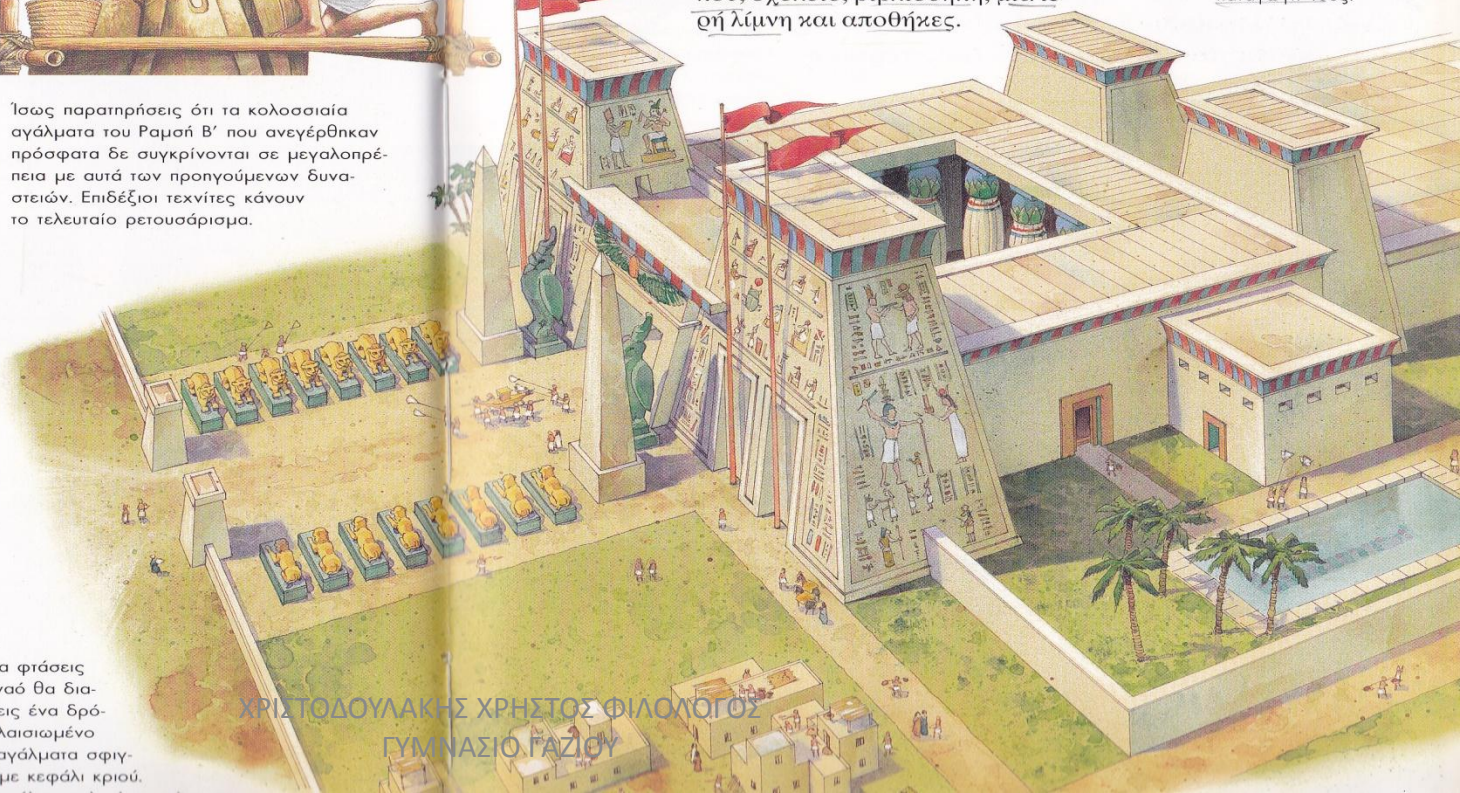 ρή λίμνη και αποθήκες.
Ίσως παρατηρήσεις ότι τα κολοσσιαία
αγάλματα του Ραμσή Β' που ανεγέρθηκαν
πρόσφατα δε συγκρίνονται σε μεγαλοπρέ-
πεια με αυτά των προηγούμενων δυνα-
στειών. Επιδέξιοι τεχνίτες κάνουν
το τελευταίο ρετουσάρισμα.
α φτάσεις
ναό θα δια-
εις ένα δρό-
λαισιωμένο
αγάλματα σφιγ-
με κεφάλι κριού.
ΧΡΙΣΤΟΔΟΥΛΑΚΗΣ ΧΡΗΣΤΟΣ ΦΙΛΟΛΟΓΟΣ
ΓΥΜΝΑΣΙΟ ΓΑΖΙΟΥ